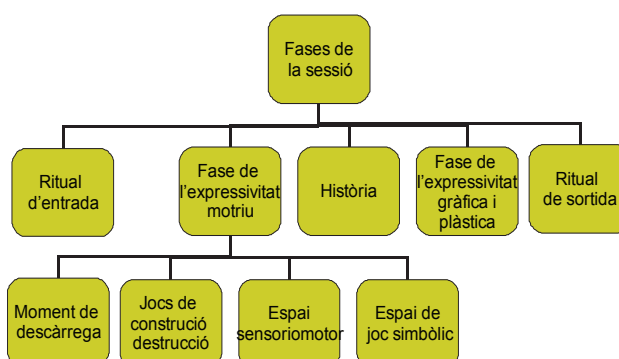 Fases de
la sessió
Ritual
d'entrada
Fase de
l'expressivitat
motriu
Història
Fase de
l'expressivitat
gràfica i
plàstica
Ritual
de sortida
Moment de
descàrrega
Jocs de
construció
destrucció
Espai
sensoriomotor
Espai de
joc simbòlic